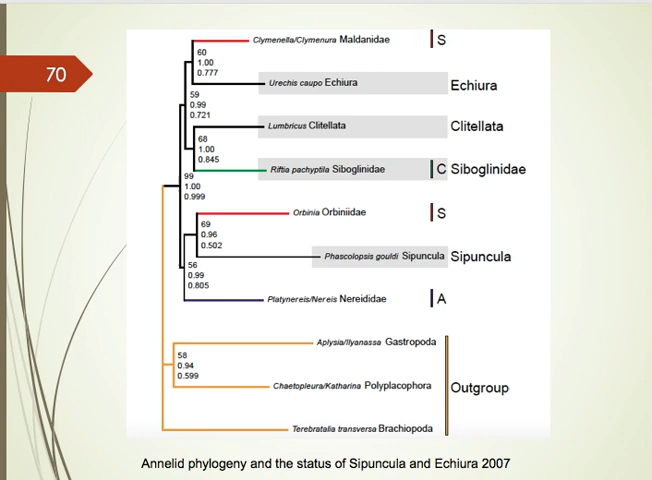 70
Clymenella/Clymenura Maldanidae
S
60
1.00
0.777
Urechis caupo Echiura
Echiura
59
0.99
0.721
Lumbricus Clitellata
Clitellata
68
1.00
0.845
Riftia pachyptila Siboglinidae
C Siboglinidae
99
1.00
0.999
Orbinia Orbiniidae
S
69
0.96
0.502
Phascolopsis gouldi Sipuncula
Sipuncula
56
0.99
0.805
Platynereis/Nereis Nereididae
A
Aplysia/Ilyanassa Gastropoda
58
0.94
0.599
Chaetopleura/Katharina Polyplacophora
Outgroup
Terebratalia transversa Brachiopoda
Annelid phylogeny and the status of Sipuncula and Echiura 2007